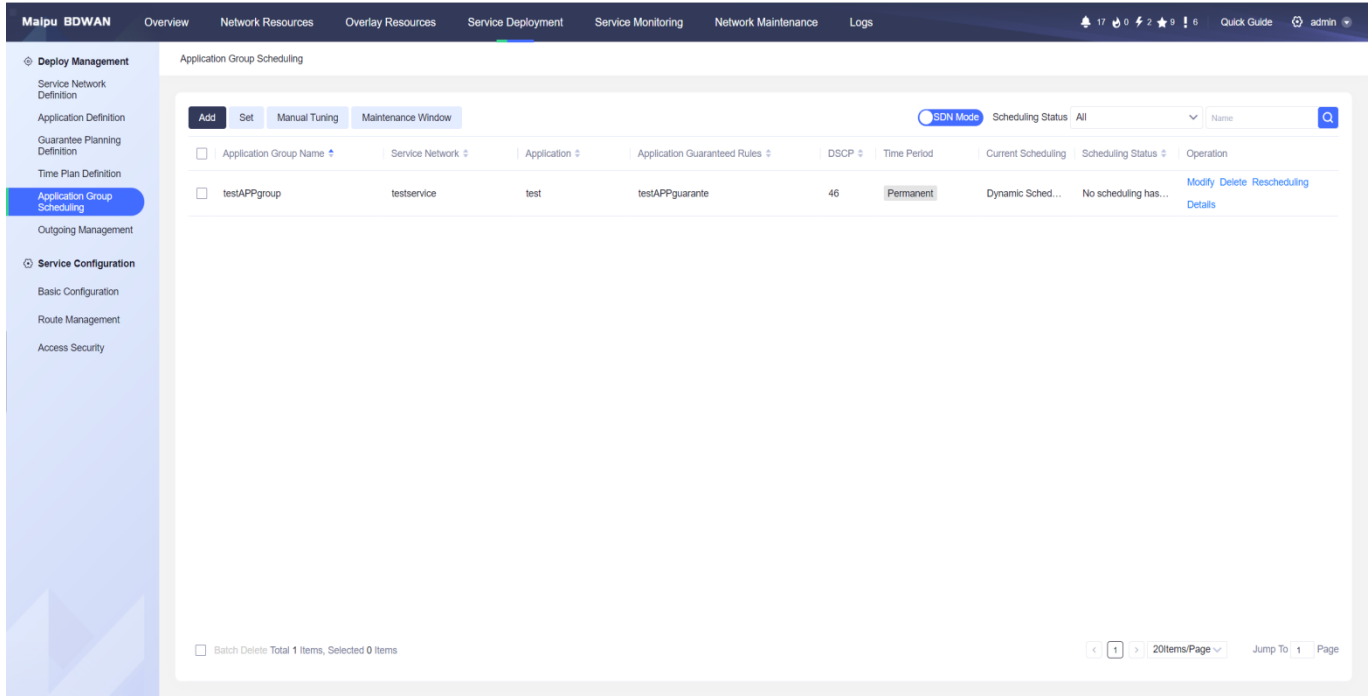 Maipu BDWAN Overview Network Resources Overlay Resources Service Deployment Service Monitoring Network Maintenance Logs 17 0 2 9 6 Quick Guide admin
Deploy Management
Service Network
Definition
Application Definition
Guarantee Planning
Definition
Time Plan Definition
Application Group
Scheduling
Outgoing Management
Service Configuration
Basic Configuration
Route Management
Access Security
Application Group Scheduling
Add Set Manual Tuning Maintenance Window SDN Mode Scheduling Status All Name
Application Group Name Service Network Application Application Guaranteed Rules DSCP Time Period Current Scheduling Scheduling Status Operation
testAPPgroup testservice test testAPPguarante 46 Permanent Dynamic Sched... No scheduling has... Modify Delete Rescheduling
Details
Batch Delete Total 1 Items, Selected 0 Items < 1 > 20Items/Page Jump To 1 Page